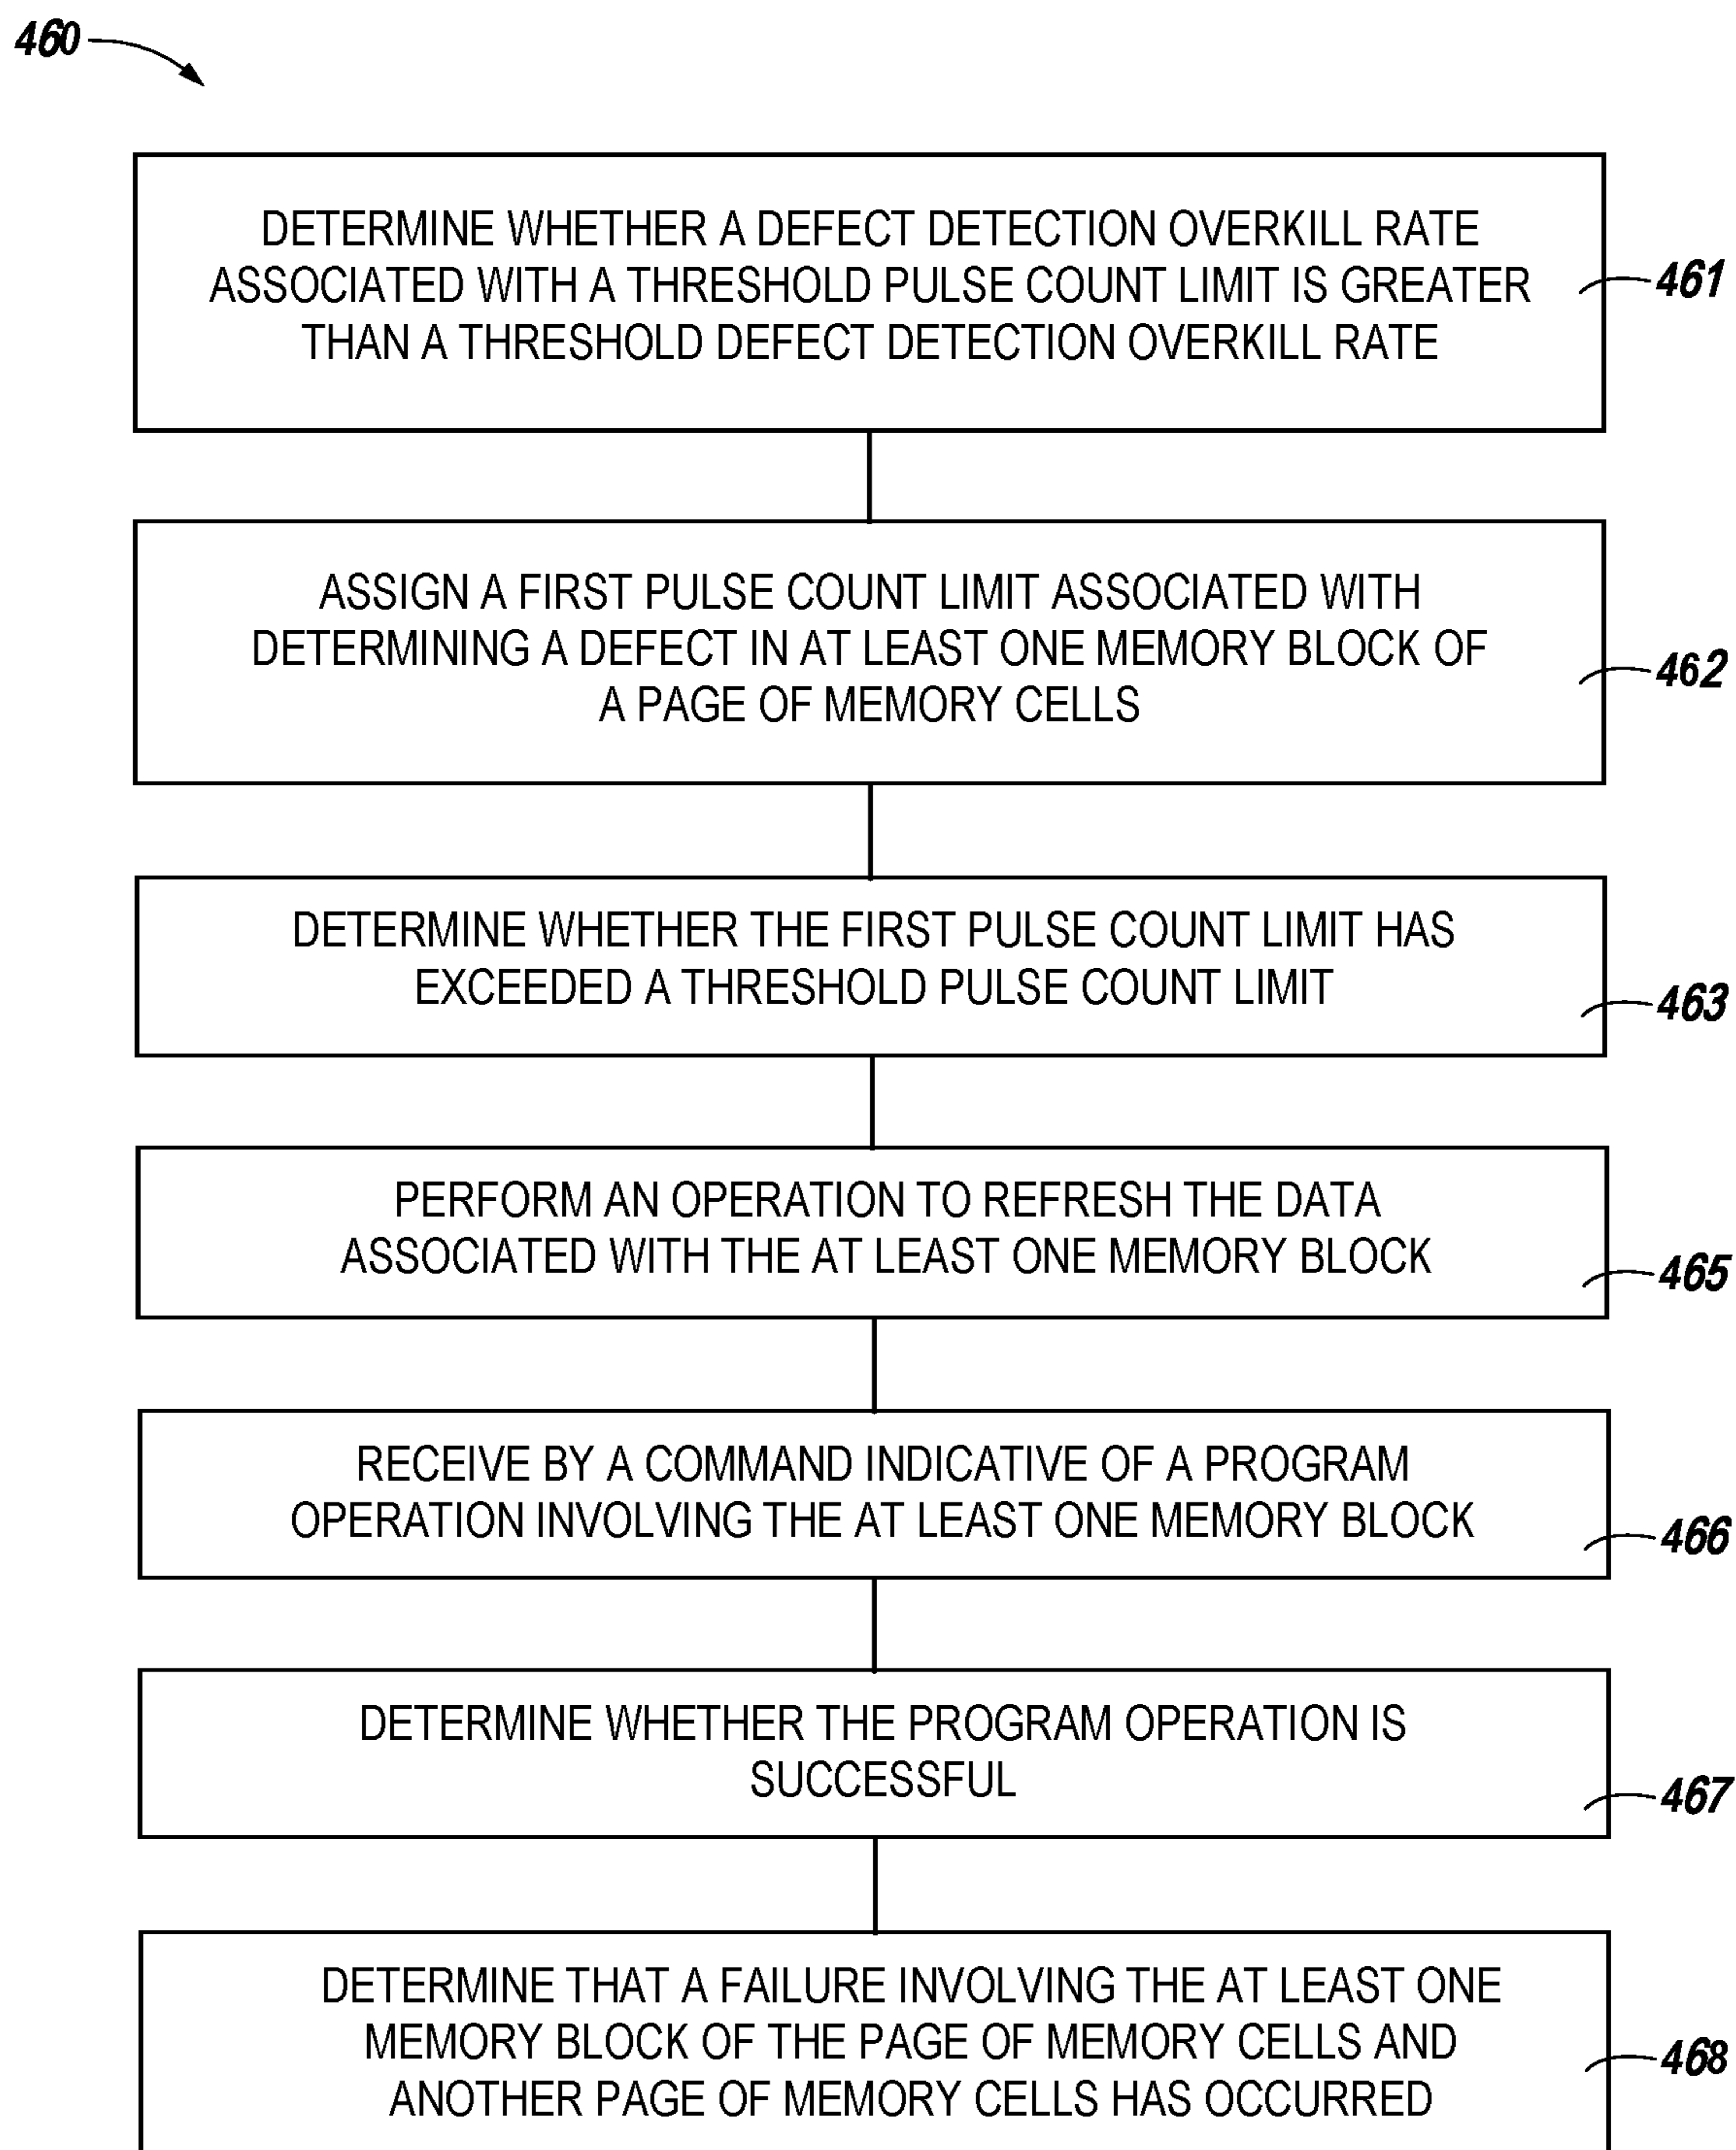 460
DETERMINE WHETHER A DEFECT DETECTION OVERKILL RATE
ASSOCIATED WITH A THRESHOLD PULSE COUNT LIMIT IS GREATER
THAN A THRESHOLD DEFECT DETECTION OVERKILL RATE
461
ASSIGN A FIRST PULSE COUNT LIMIT ASSOCIATED WITH
DETERMINING A DEFECT IN AT LEAST ONE MEMORY BLOCK OF
A PAGE OF MEMORY CELLS
462
DETERMINE WHETHER THE FIRST PULSE COUNT LIMIT HAS
EXCEEDED A THRESHOLD PULSE COUNT LIMIT
463
PERFORM AN OPERATION TO REFRESH THE DATA
ASSOCIATED WITH THE AT LEAST ONE MEMORY BLOCK
465
RECEIVE BY A COMMAND INDICATIVE OF A PROGRAM
OPERATION INVOLVING THE AT LEAST ONE MEMORY BLOCK
466
DETERMINE WHETHER THE PROGRAM OPERATION IS
SUCCESSFUL
467
DETERMINE THAT A FAILURE INVOLVING THE AT LEAST ONE
MEMORY BLOCK OF THE PAGE OF MEMORY CELLS AND
ANOTHER PAGE OF MEMORY CELLS HAS OCCURRED
468